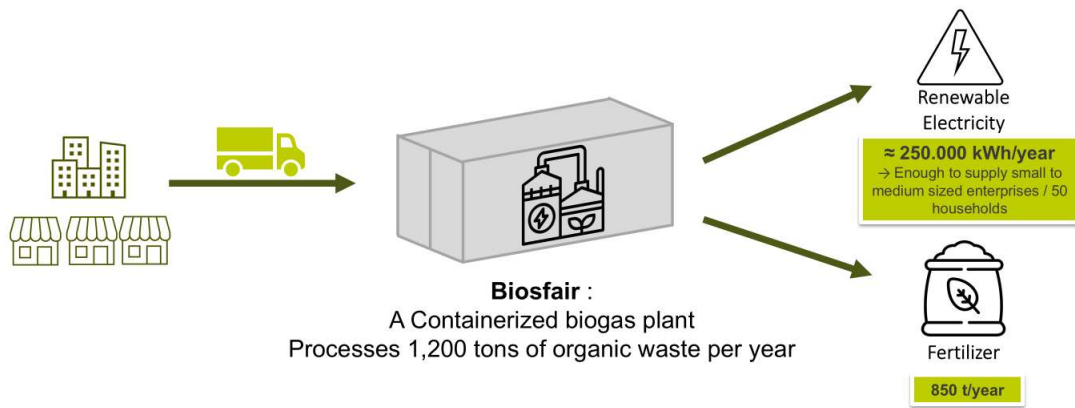 Biosfair :
A Containerized biogas plant
Processes 1,200 tons of organic waste per year
Renewable
Electricity
≈ 250.000 kWh/year
→ Enough to supply small to
medium sized enterprises / 50
households
Fertilizer
850 t/year